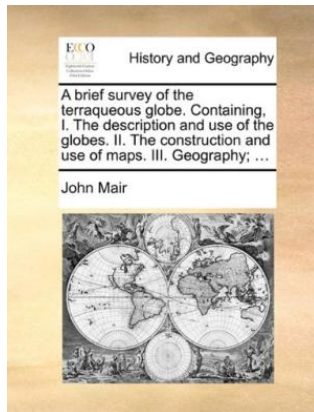 ECCO
History and Geography
A brief survey of the
terraqueous globe. Containing,
I. The description and use of the
globes. II. The construction and
use of maps. III. Geography; ...
John Mair